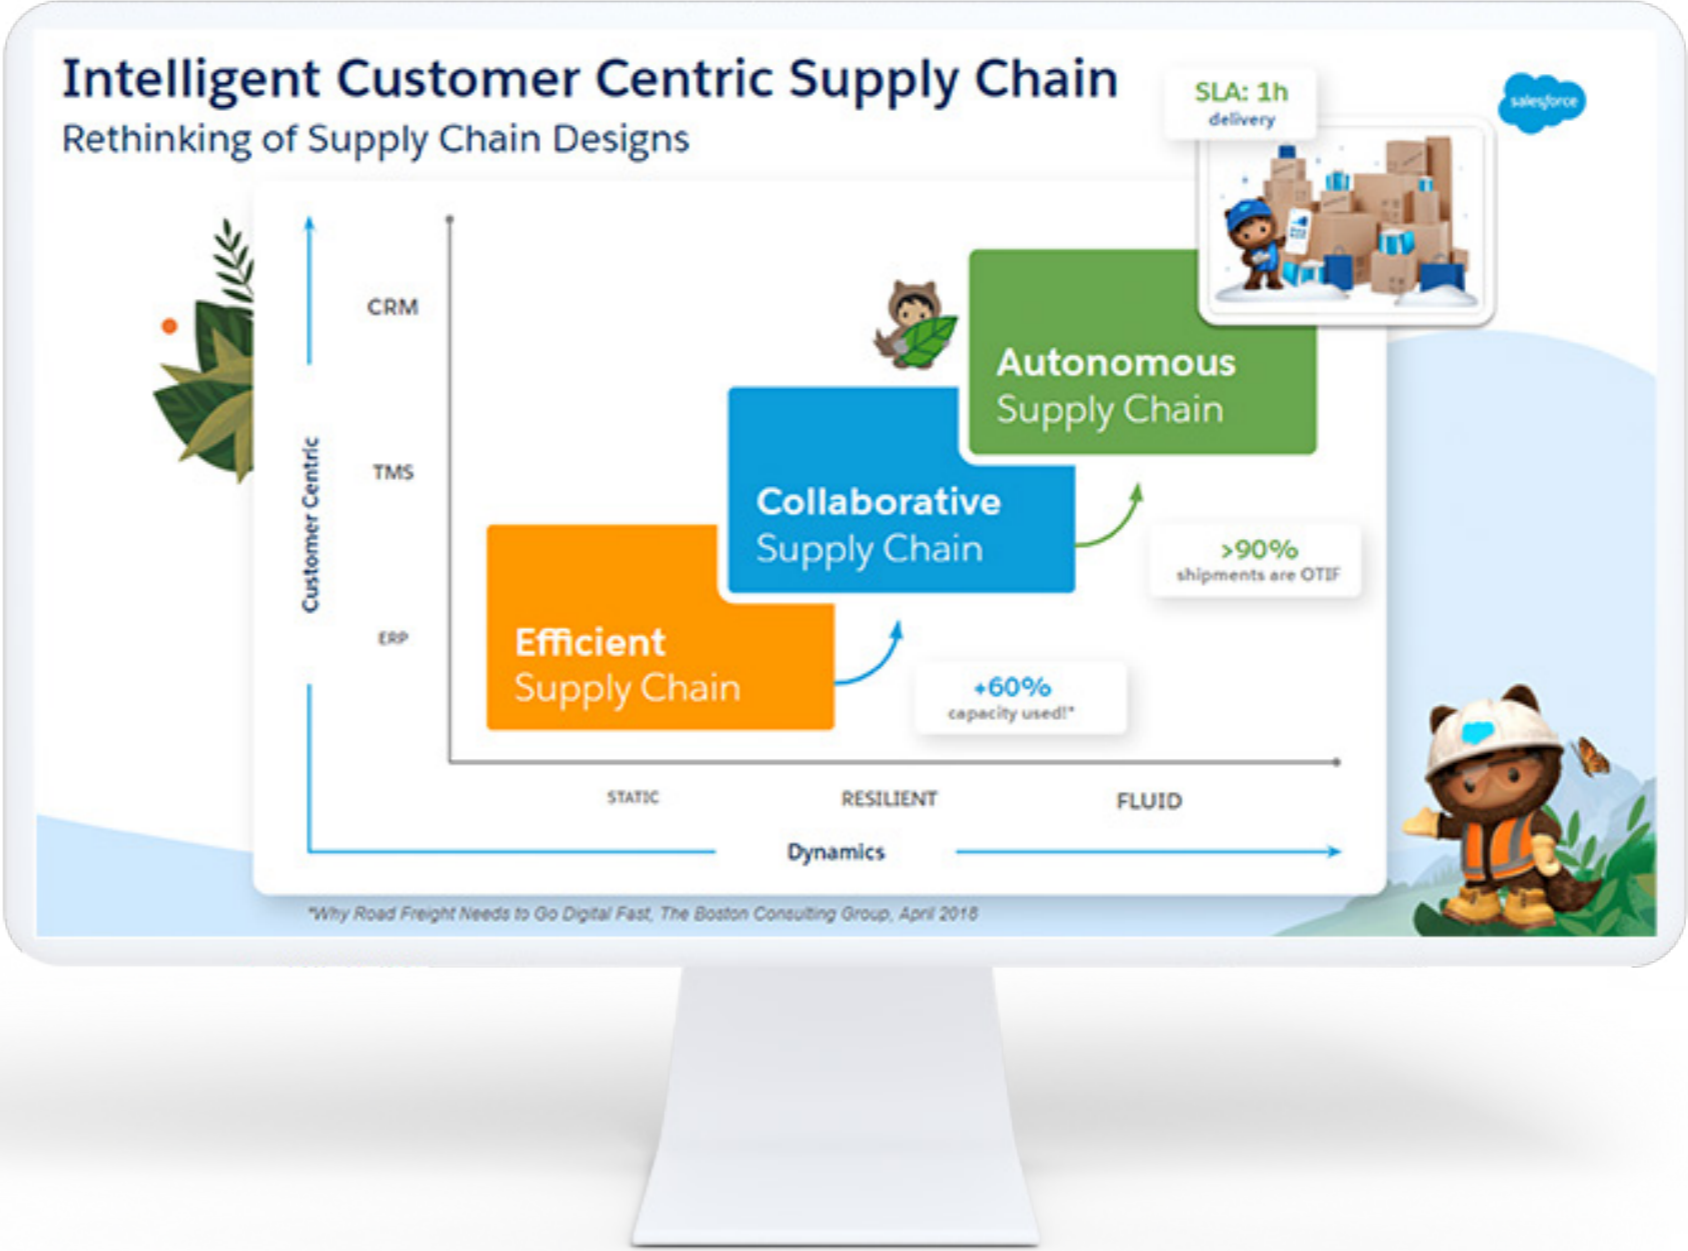 Intelligent Customer Centric Supply Chain
Rethinking of Supply Chain Designs
SLA: 1h
delivery
salesforce
CRM
TMS
ERP
Customer Centric
Autonomous
Supply Chain
Collaborative
Supply Chain
Efficient
Supply Chain
>90%
shipments are OTIF
+60%
capacity used!*
STATIC
RESILIENT
FLUID
Dynamics
*Why Road Freight Needs to Go Digital Fast, The Boston Consulting Group, April 2018